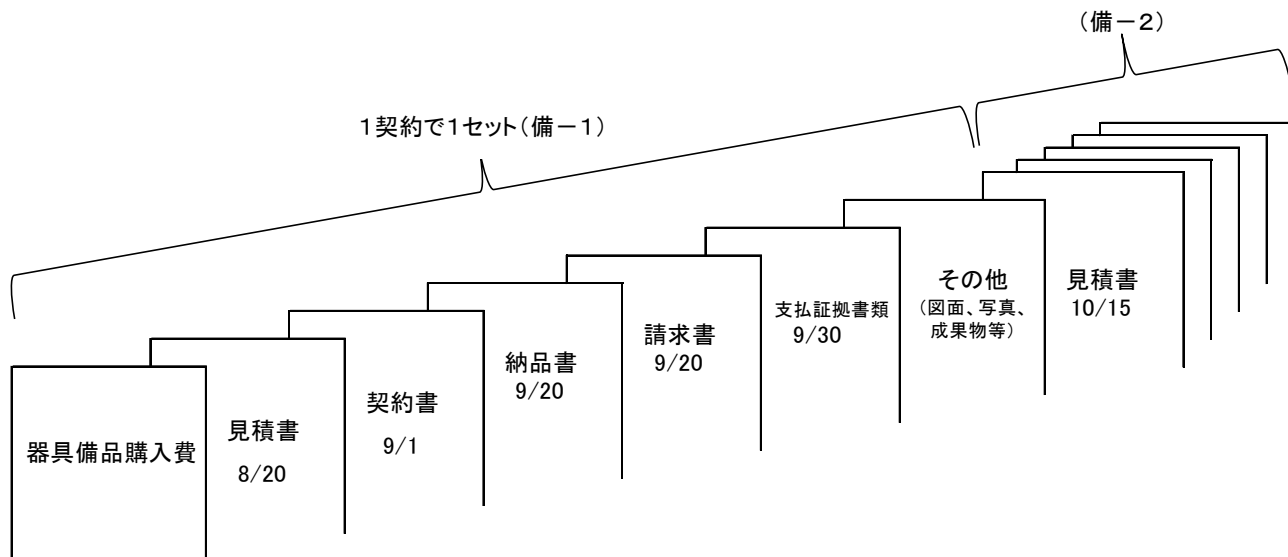 (備－2)
1契約で1セット(備－1)
器具備品購入費
見積書
8/20
契約書
9/1
納品書
9/20
請求書
9/20
支払証拠書類
9/30
その他
(図面、写真、
成果物等)
見積書
10/15